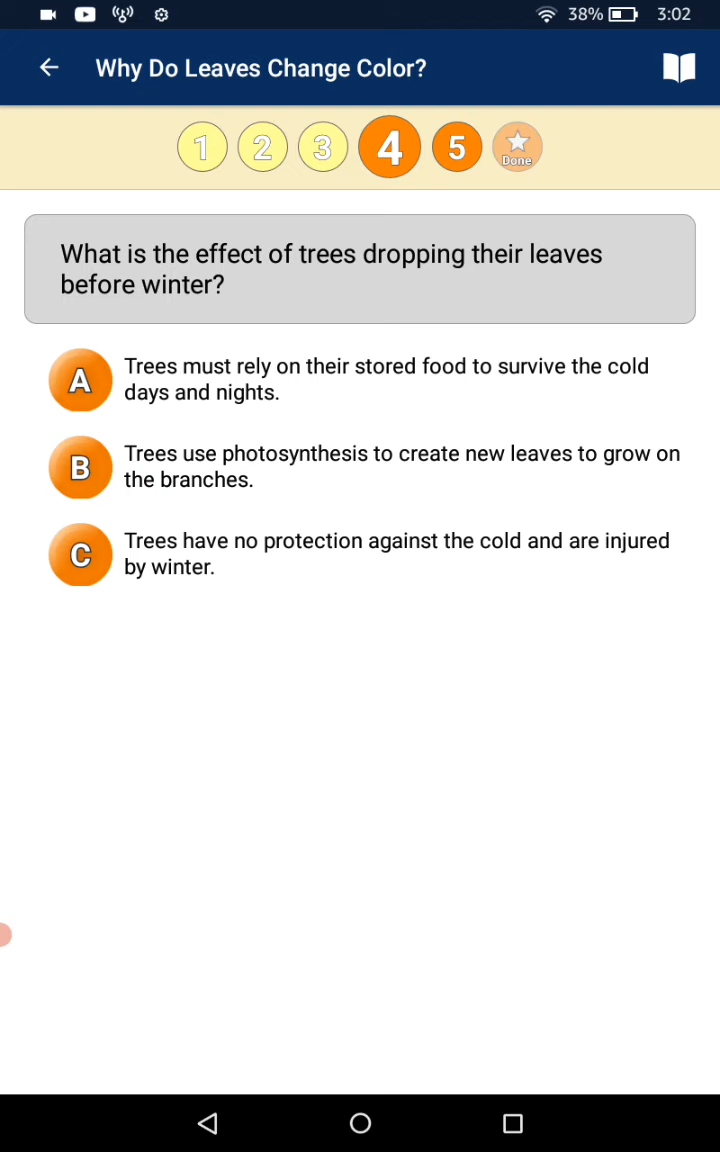 38% 3:02
Why Do Leaves Change Color?
1 2 3 4 5 Done
What is the effect of trees dropping their leaves
before winter?
A Trees must rely on their stored food to survive the cold
days and nights.
B Trees use photosynthesis to create new leaves to grow on
the branches.
C Trees have no protection against the cold and are injured
by winter.